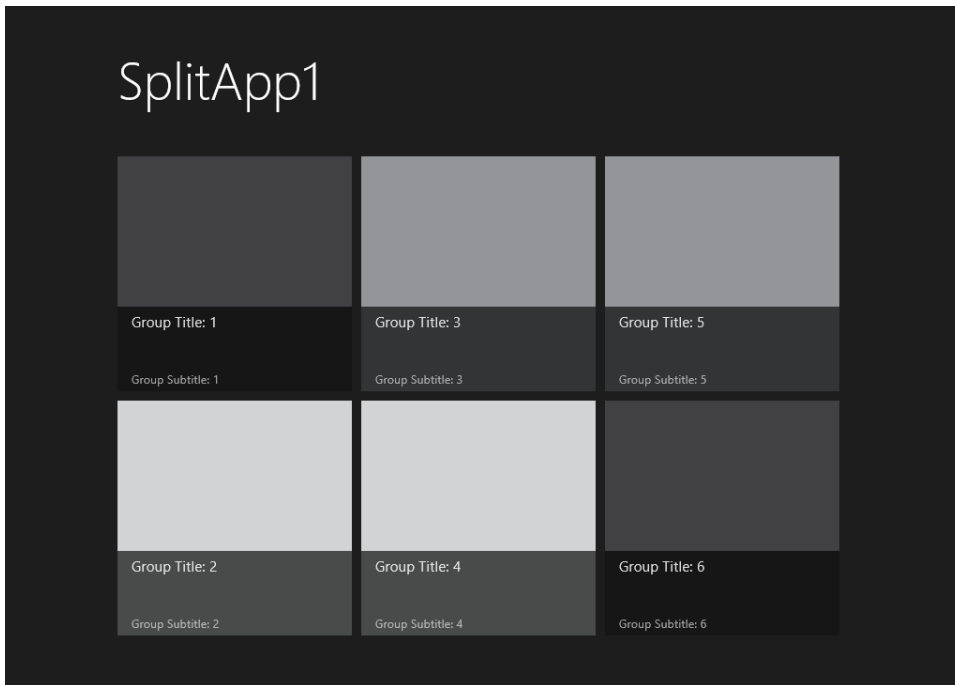 SplitApp1
Group Title: 1
Group Subtitle: 1
Group Title: 3
Group Subtitle: 3
Group Title: 5
Group Subtitle: 5
Group Title: 2
Group Subtitle: 2
Group Title: 4
Group Subtitle: 4
Group Title: 6
Group Subtitle: 6